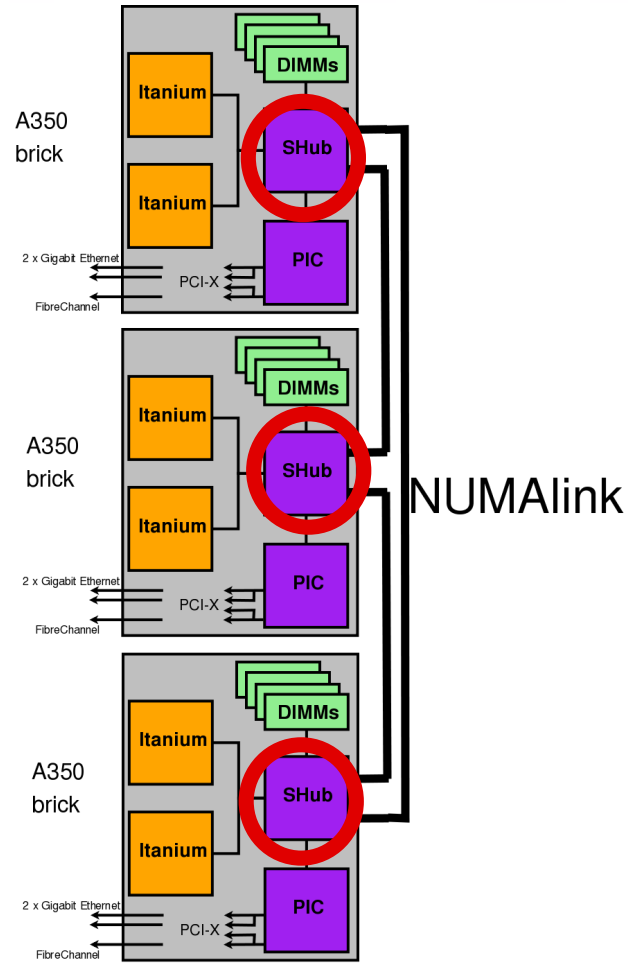 DIMMs
Itanium
A350
brick
SHub
Itanium
PIC
2 x Gigabit Ethernet
PCI-X
FibreChannel
DIMMs
Itanium
A350
brick
SHub
NUMAlink
Itanium
PIC
2 x Gigabit Ethernet
PCI-X
FibreChannel
DIMMs
Itanium
A350
brick
SHub
Itanium
PIC
2 x Gigabit Ethernet
PCI-X
FibreChannel